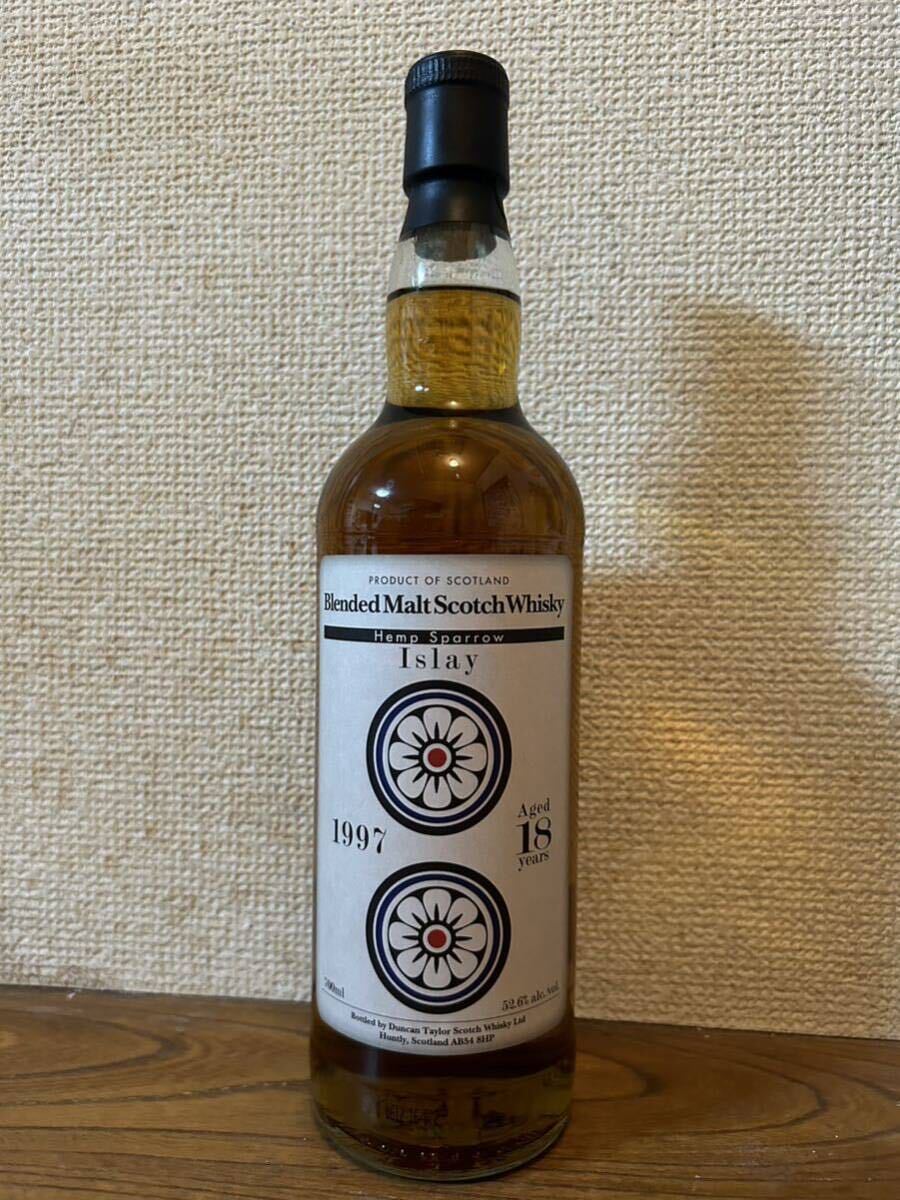 PRODUCT OF SCOTLAND
Blended Malt Scotch Whisky
Hemp Sparrow
Islay
1997
Aged
18
years
700ml
52.6% alc./vol.
Bottled by Duncan Taylor Scotch Whisky Ltd
Huntly, Scotland AB54 8HP